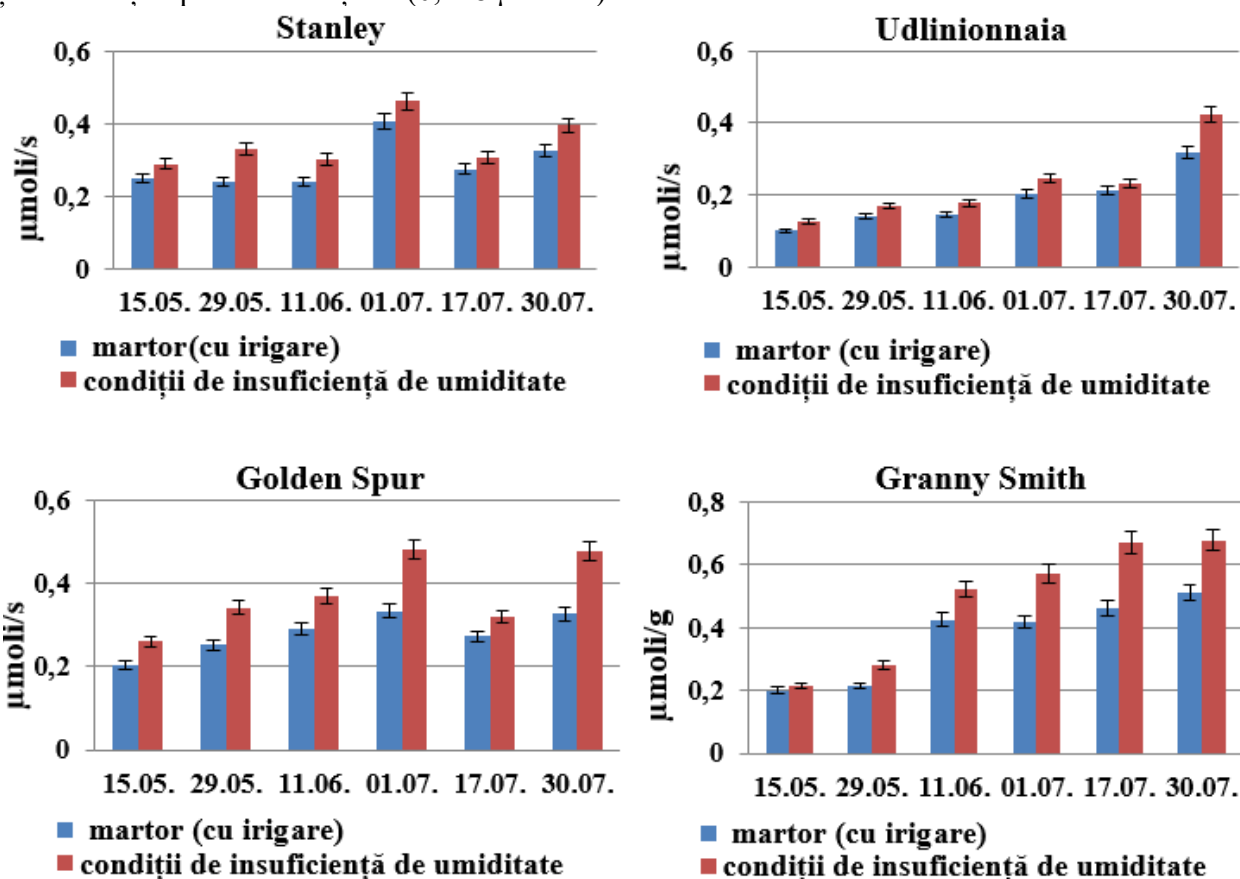 Stanley
0,6
0,4
0,2
0
µmoli/s
15.05. 29.05. 11.06. 01.07. 17.07. 30.07.
martor(cu irigare)
condiții de insuficiență de umiditate
Udlinionnaia
0,6
0,4
0,2
0
µmoli/s
15.05. 29.05. 11.06. 01.07. 17.07. 30.07.
martor (cu irigare)
condiții de insuficiență de umiditate
Golden Spur
0,6
0,4
0,2
0
µmoli/s
15.05. 29.05. 11.06. 01.07. 17.07. 30.07.
martor (cu irigare)
condiții de insuficiență de umiditate
Granny Smith
0,8
0,6
0,4
0,2
0
µmoli/g
15.05. 29.05. 11.06. 01.07. 17.07. 30.07.
martor (cu irigare)
condiții de insuficiență de umiditate